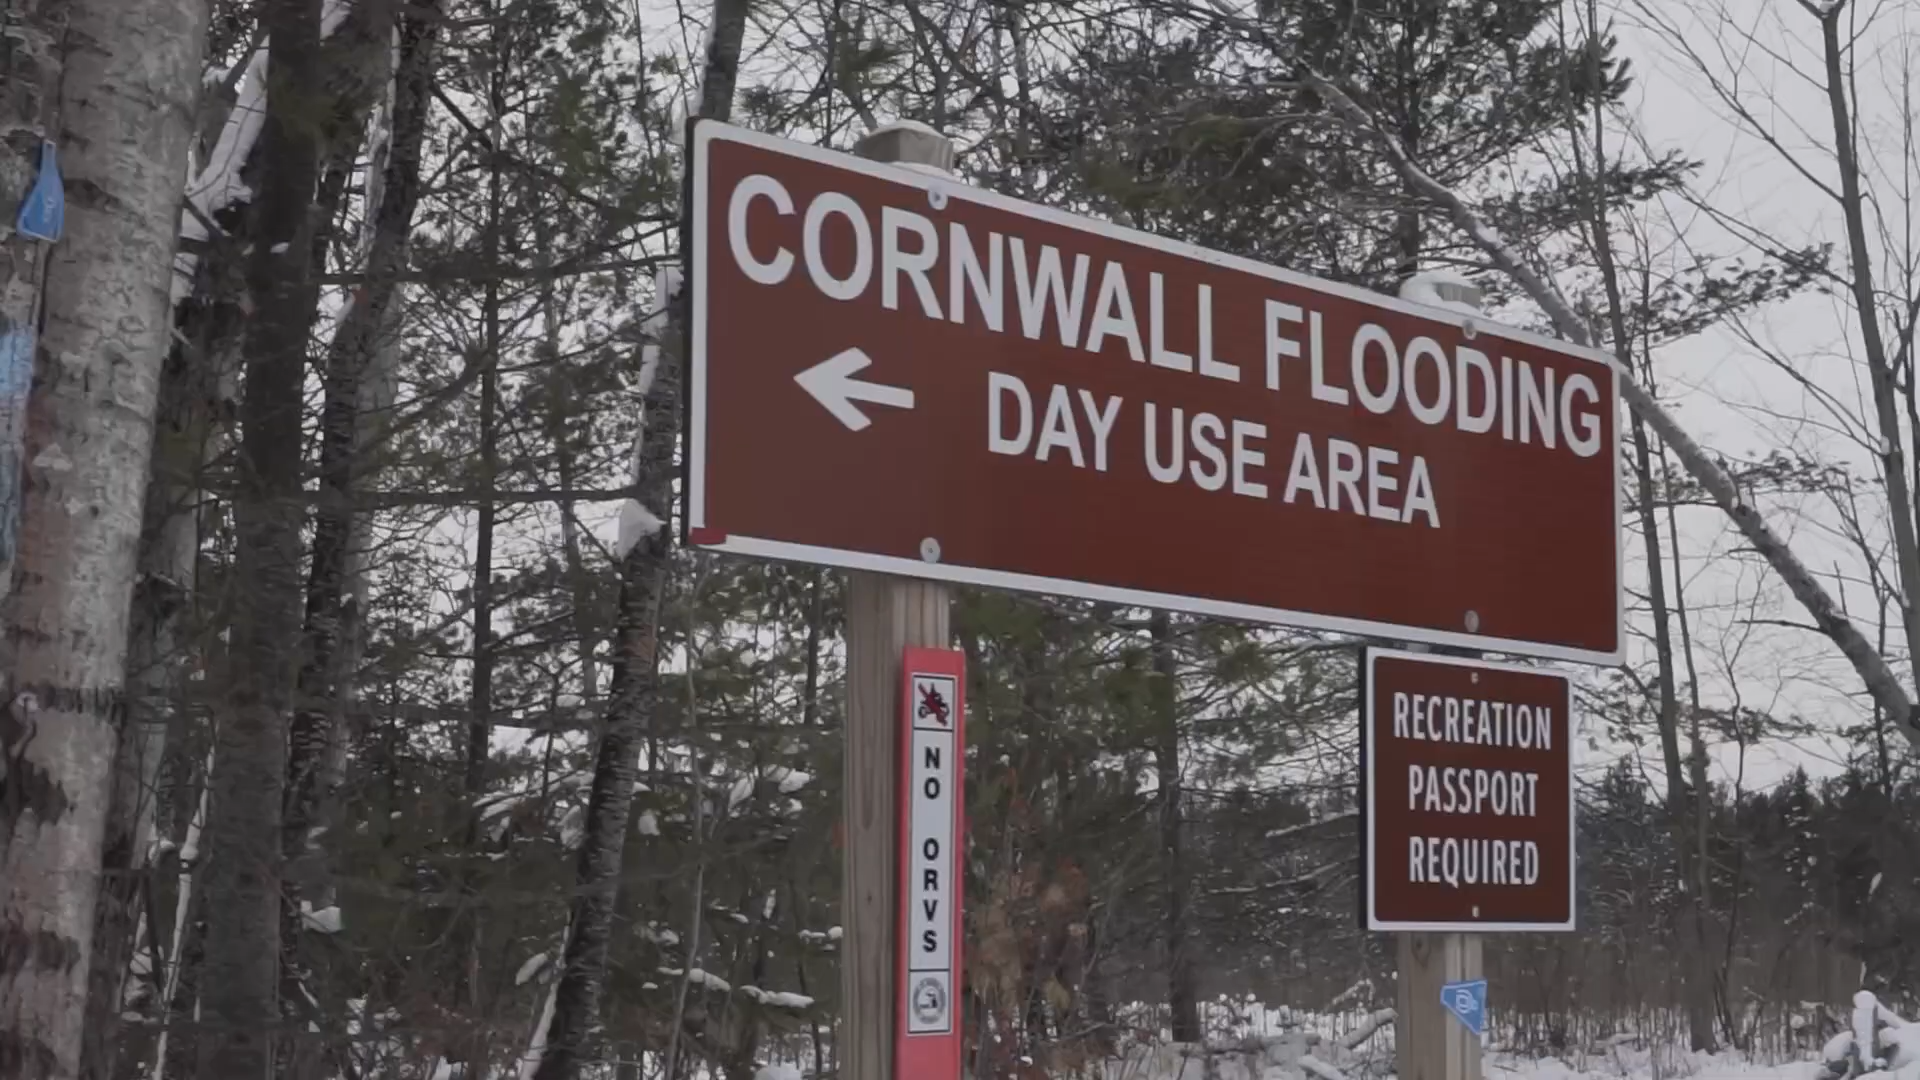 CORNWALL FLOODING
DAY USE AREA
RECREATION
PASSPORT
REQUIRED
NO ORVS